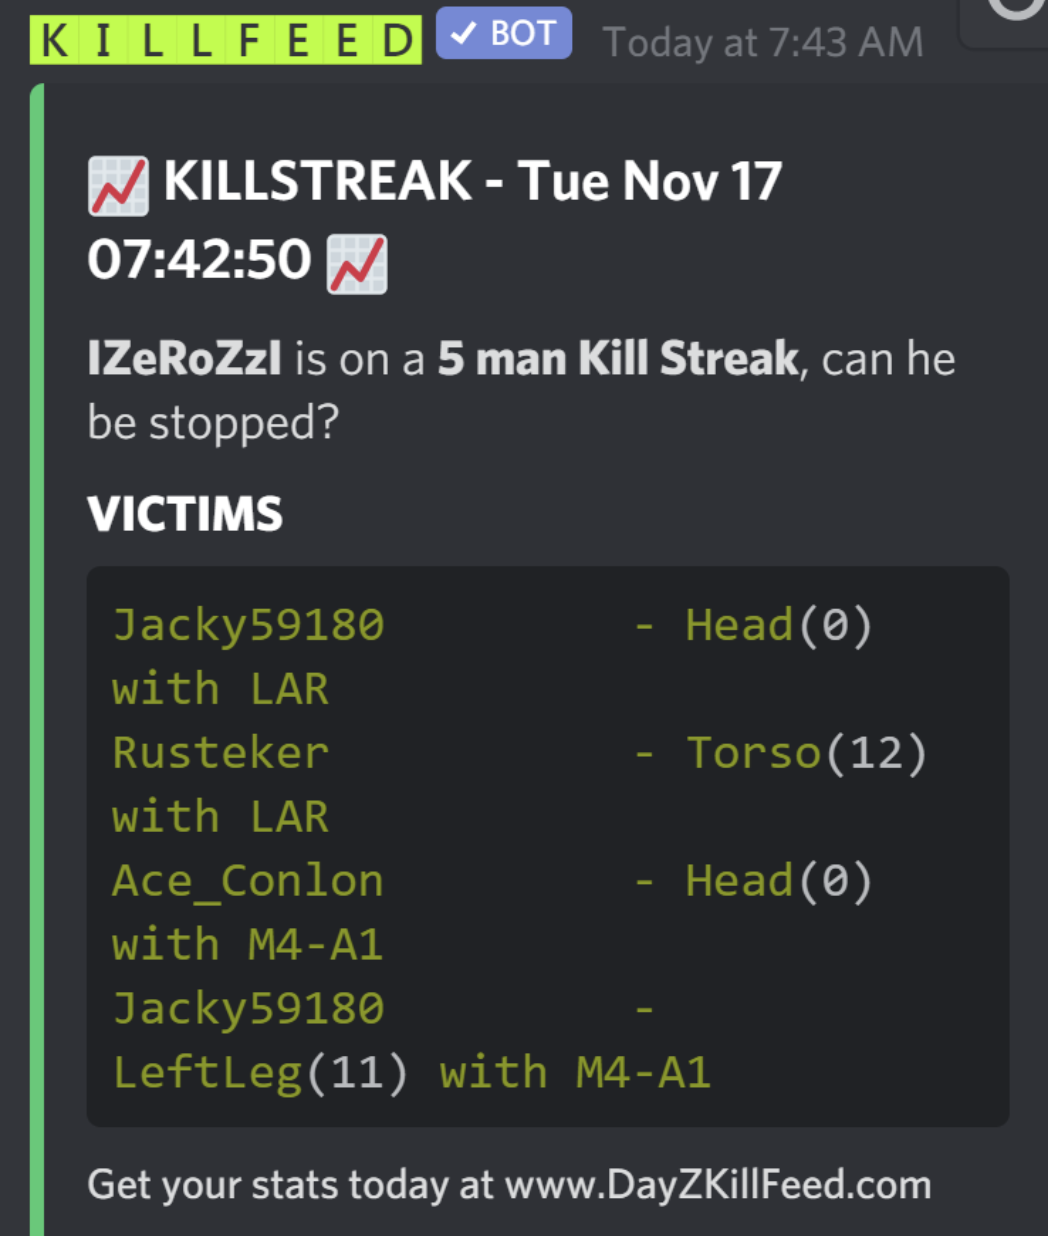 K I L L F E E D ✓ BOT Today at 7:43 AM
📈 KILLSTREAK - Tue Nov 17
07:42:50 📈
IZeRoZzI is on a 5 man Kill Streak, can he
be stopped?
VICTIMS
Jacky59180 - Head(0)
with LAR
Rusteker - Torso(12)
with LAR
Ace_Conlon - Head(0)
with M4-A1
Jacky59180 -
LeftLeg(11) with M4-A1
Get your stats today at www.DayZKillFeed.com